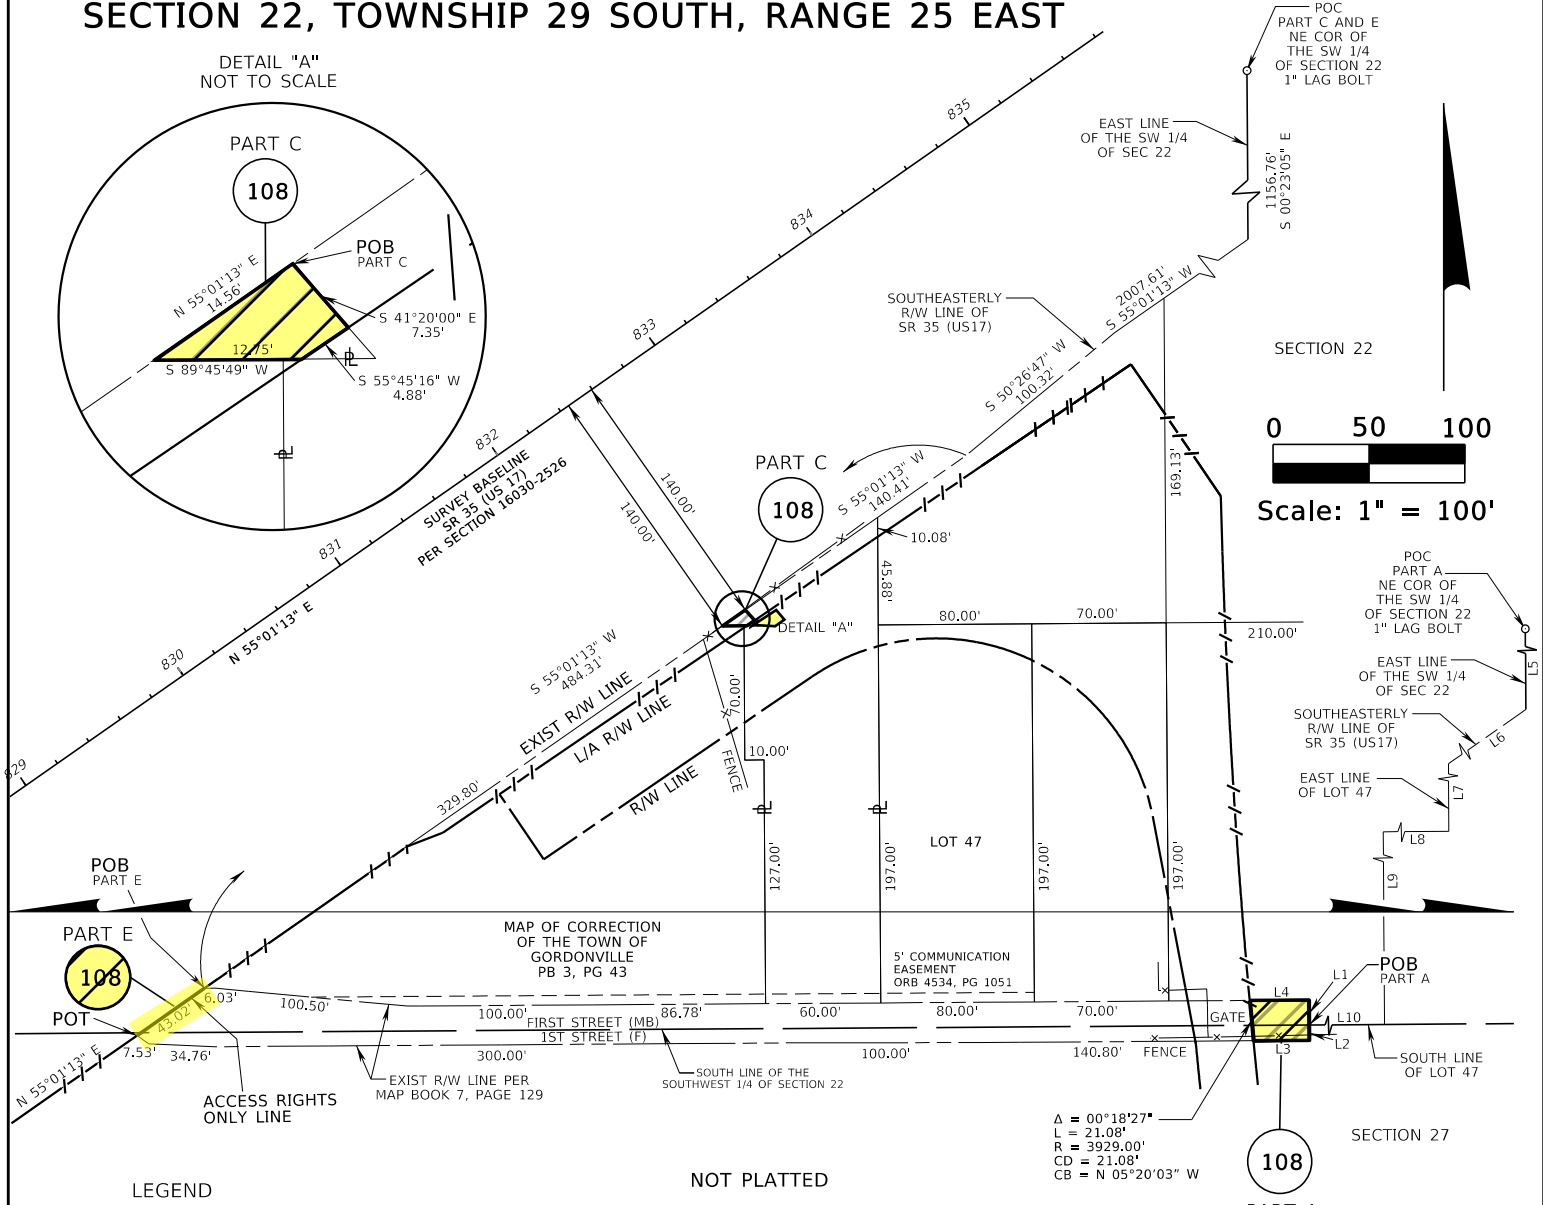 SECTION 22, TOWNSHIP 29 SOUTH, RANGE 25 EAST
DETAIL "A"
NOT TO SCALE
PART C
108
POB
PART C
N 55°01'13" E
14.56'
S 41°20'00" E
7.35'
12.75'
S 89°45'49" W
S 55°45'16" W
4.88'
PL
PL
POC
PART C AND E
NE COR OF
THE SW 1/4
OF SECTION 22
1" LAG BOLT
EAST LINE
OF THE SW 1/4
OF SEC 22
1156.76'
S 00°23'05" E
835
834
833
832
831
830
829
SURVEY BASELINE
SR 35 (US 17)
PER SECTION 16030-2526
N 55°01'13" E
140.00'
140.00'
SOUTHEASTERLY
R/W LINE OF
SR 35 (US17)
2007.61'
S 55°01'13" W
S 50°26'47" W
100.32'
SECTION 22
0 50 100
Scale: 1" = 100'
PART C
108
S 55°01'13" W
140.41'
169.13'
10.08'
45.88'
80.00'
70.00'
210.00'
DETAIL "A"
S 55°01'13" W
484.31'
EXIST R/W LINE
L/A R/W LINE
R/W LINE
329.80'
70.00'
10.00'
FENCE
PL
PL
LOT 47
127.00'
197.00'
197.00'
197.00'
POC
PART A
NE COR OF
THE SW 1/4
OF SECTION 22
1" LAG BOLT
L5
EAST LINE
OF THE SW 1/4
OF SEC 22
SOUTHEASTERLY
R/W LINE OF
SR 35 (US17)
L6
EAST LINE
OF LOT 47
L7
L8
L9
POB
PART E
PART E
108
POT
6.03'
43.02'
7.53'
34.76'
100.50'
N 55°01'13" E
MAP OF CORRECTION
OF THE TOWN OF
GORDONVILLE
PB 3, PG 43
5' COMMUNICATION
EASEMENT
ORB 4534, PG 1051
100.00'
86.78'
60.00'
80.00'
70.00'
FIRST STREET (MB)
1ST STREET (F)
300.00'
100.00'
140.80'
GATE
FENCE
L4
L1
POB
PART A
L10
L2
L3
SOUTH LINE
OF LOT 47
EXIST R/W LINE PER
MAP BOOK 7, PAGE 129
SOUTH LINE OF THE
SOUTHWEST 1/4 OF SECTION 22
ACCESS RIGHTS
ONLY LINE
Δ = 00°18'27"
L = 21.08'
R = 3929.00'
CD = 21.08'
CB = N 05°20'03" W
108
SECTION 27
NOT PLATTED
LEGEND